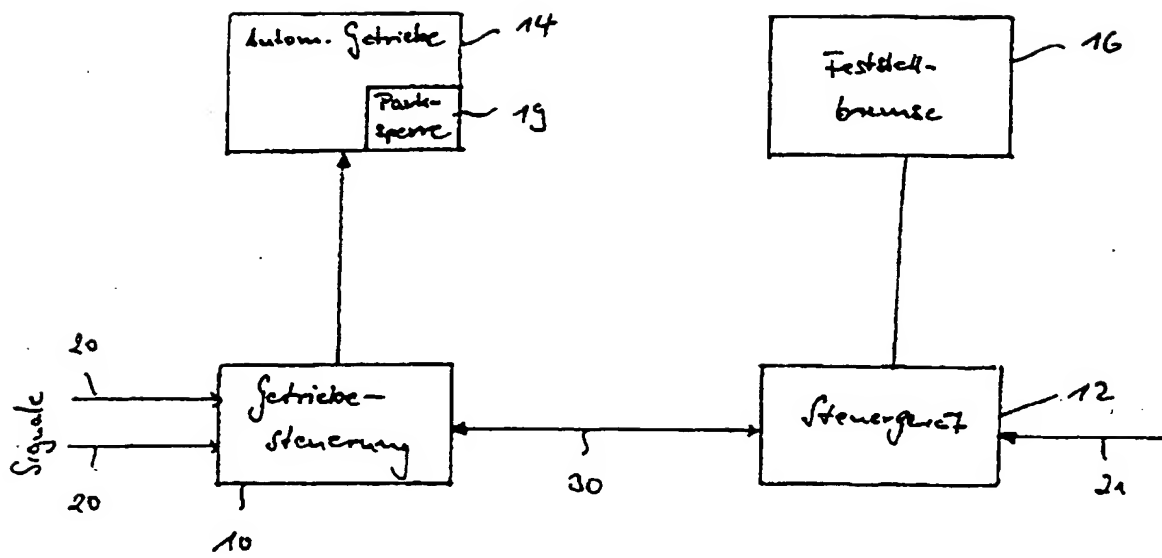 Autom. Getriebe
14
Park-
sperre
19
Feststell-
bremse
16
Signale
20
20
Getriebe-
steuerung
10
30
Steuergerät
12
21